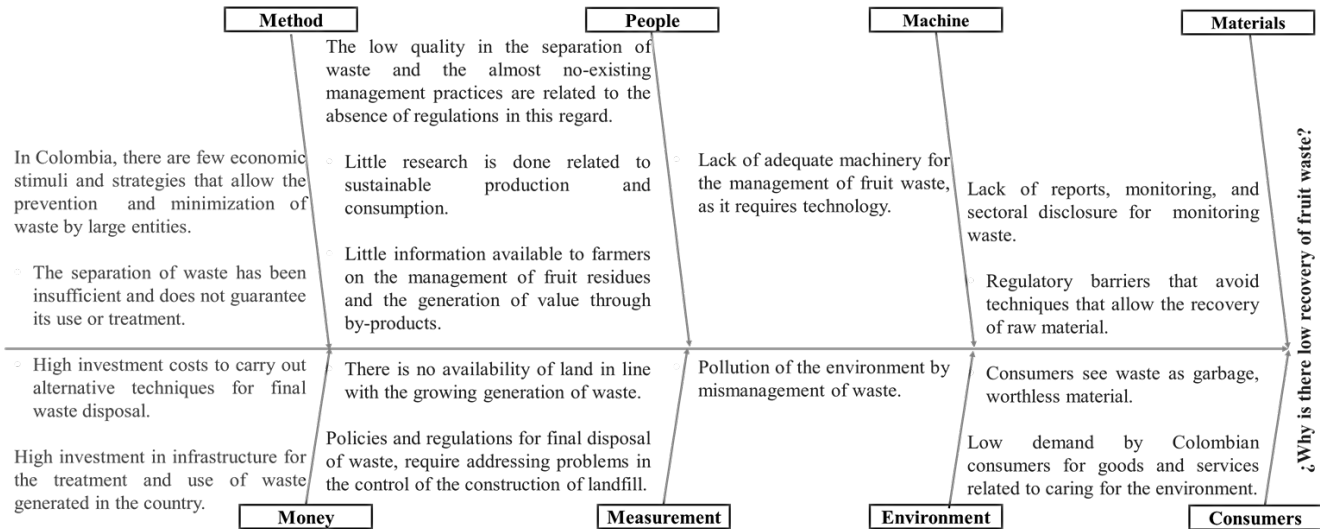 Method
People
Machine
Materials
In Colombia, there are few economic
stimuli and strategies that allow the
prevention and minimization of
waste by large entities.
The separation of waste has been
insufficient and does not guarantee
its use or treatment.
The low quality in the separation of
waste and the almost no-existing
management practices are related to the
absence of regulations in this regard.
Little research is done related to
sustainable production and
consumption.
Little information available to farmers
on the management of fruit residues
and the generation of value through
by-products.
Lack of adequate machinery for
the management of fruit waste,
as it requires technology.
Lack of reports, monitoring, and
sectoral disclosure for monitoring
waste.
Regulatory barriers that avoid
techniques that allow the recovery
of raw material.
¿Why is there low recovery of fruit waste?
High investment costs to carry out
alternative techniques for final
waste disposal.
High investment in infrastructure for
the treatment and use of waste
generated in the country.
There is no availability of land in line
with the growing generation of waste.
Policies and regulations for final disposal
of waste, require addressing problems in
the control of the construction of landfill.
Pollution of the environment by
mismanagement of waste.
Consumers see waste as garbage,
worthless material.
Low demand by Colombian
consumers for goods and services
related to caring for the environment.
Money
Measurement
Environment
Consumers